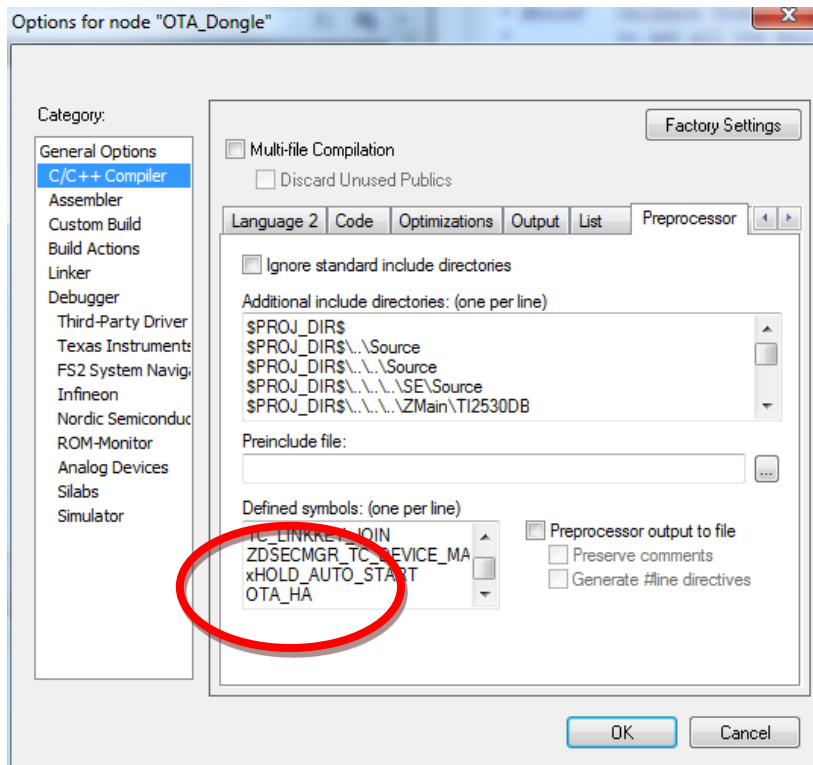 Options for node "OTA_Dongle"
Category:
Factory Settings
General Options
C/C++ Compiler
Assembler
Custom Build
Build Actions
Linker
Debugger
Third-Party Driver
Texas Instruments
FS2 System Navig
Infineon
Nordic Semiconduc
ROM-Monitor
Analog Devices
Silabs
Simulator
Multi-file Compilation
Discard Unused Publics
Language 2 Code Optimizations Output List Preprocessor
Ignore standard include directories
Additional include directories: (one per line)
$PROJ_DIR$
$PROJ_DIR$\..\Source
$PROJ_DIR$\..\..\Source
$PROJ_DIR$\..\..\..\SE\Source
$PROJ_DIR$\..\..\..\ZMain\TI2530DB
Preinclude file:
...
Defined symbols: (one per line)
TC_LINKKEY_JOIN
ZDSECMGR_TC_DEVICE_MA
xHOLD_AUTO_START
OTA_HA
Preprocessor output to file
Preserve comments
Generate #line directives
OK Cancel